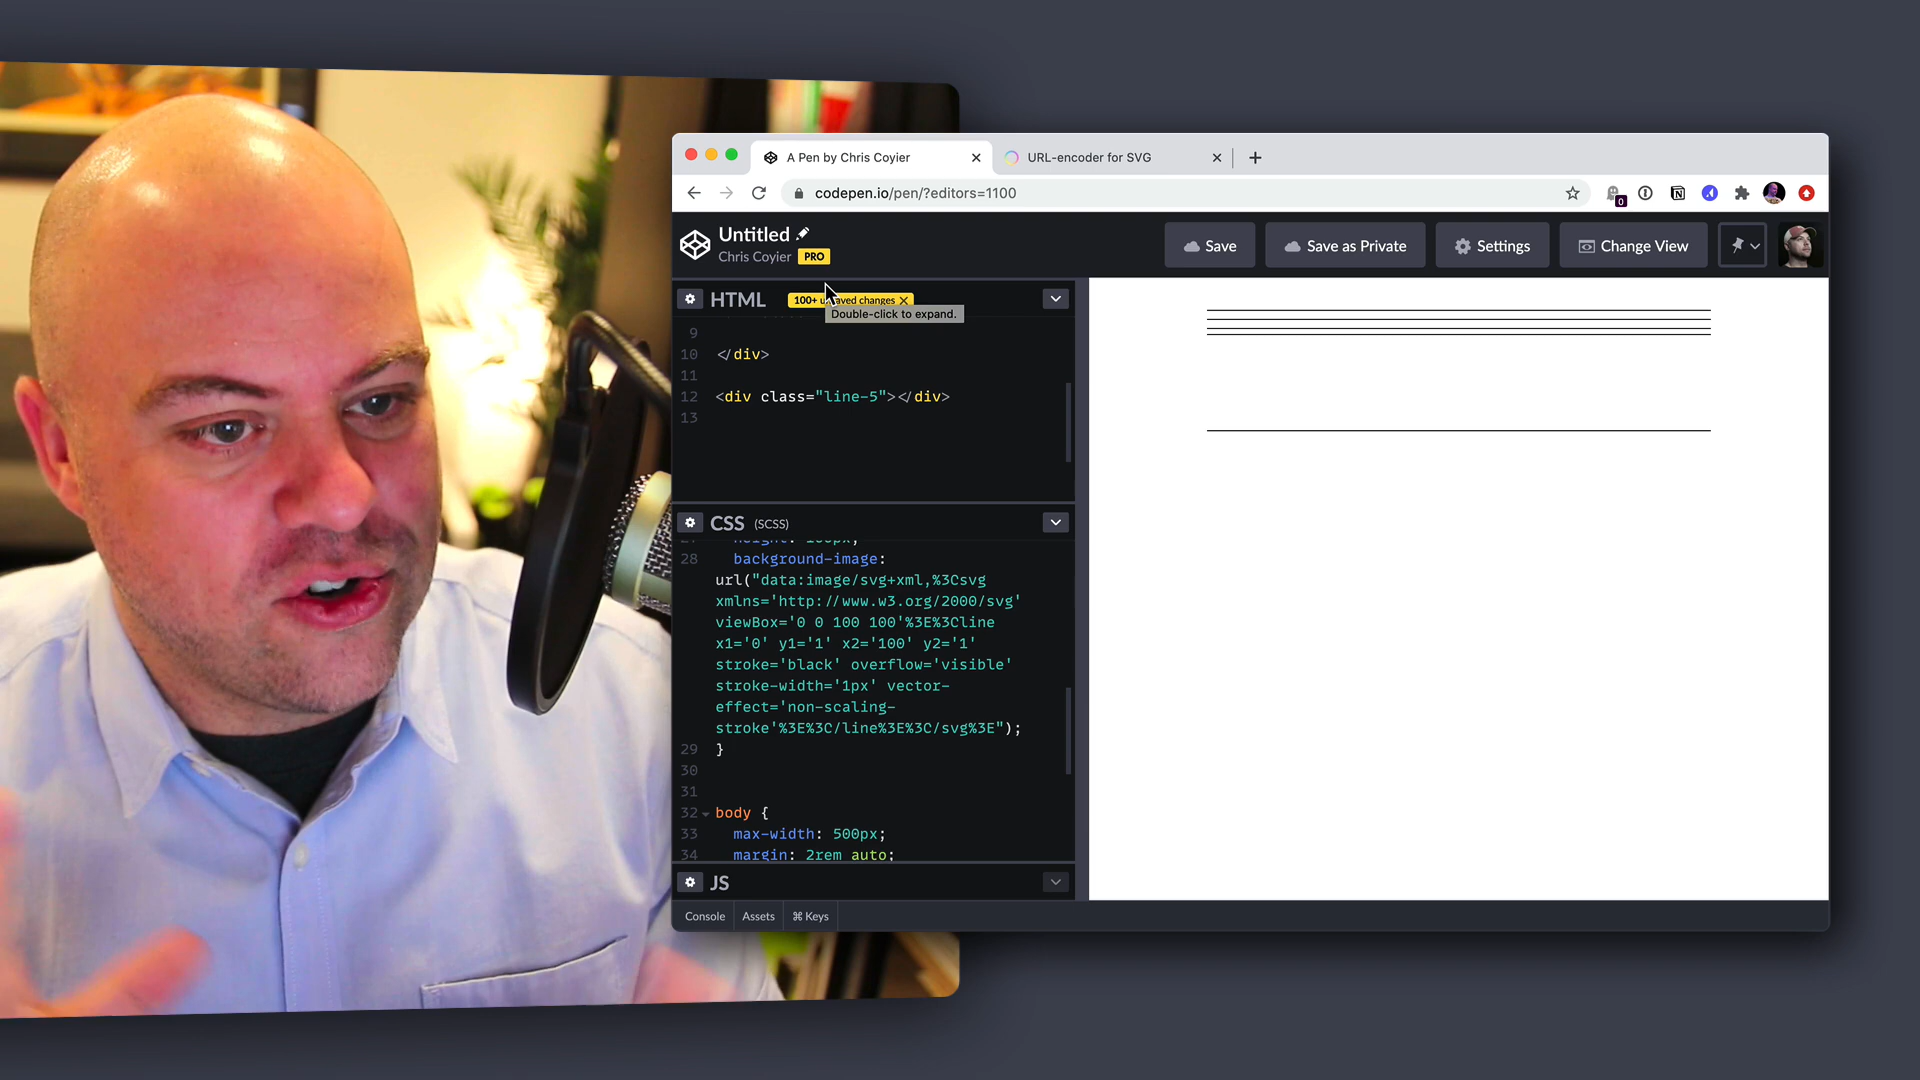 A Pen by Chris Coyier
URL-encoder for SVG
codepen.io/pen/?editors=1100
0
Untitled
Chris Coyier PRO
Save
Save as Private
Settings
Change View
HTML
100+ unsaved changes
Double-click to expand.
9
10 </div>
11
12 <div class="line-5"></div>
13
CSS (SCSS)
28 background-image:
url("data:image/svg+xml,%3Csvg
xmlns='http://www.w3.org/2000/svg'
viewBox='0 0 100 100'%3E%3Cline
x1='0' y1='1' x2='100' y2='1'
stroke='black' overflow='visible'
stroke-width='1px' vector-
effect='non-scaling-
stroke'%3E%3C/line%3E%3C/svg%3E");
29 }
30
31
32 body {
33 max-width: 500px;
34 margin: 2rem auto;
JS
Console
Assets
⌘ Keys